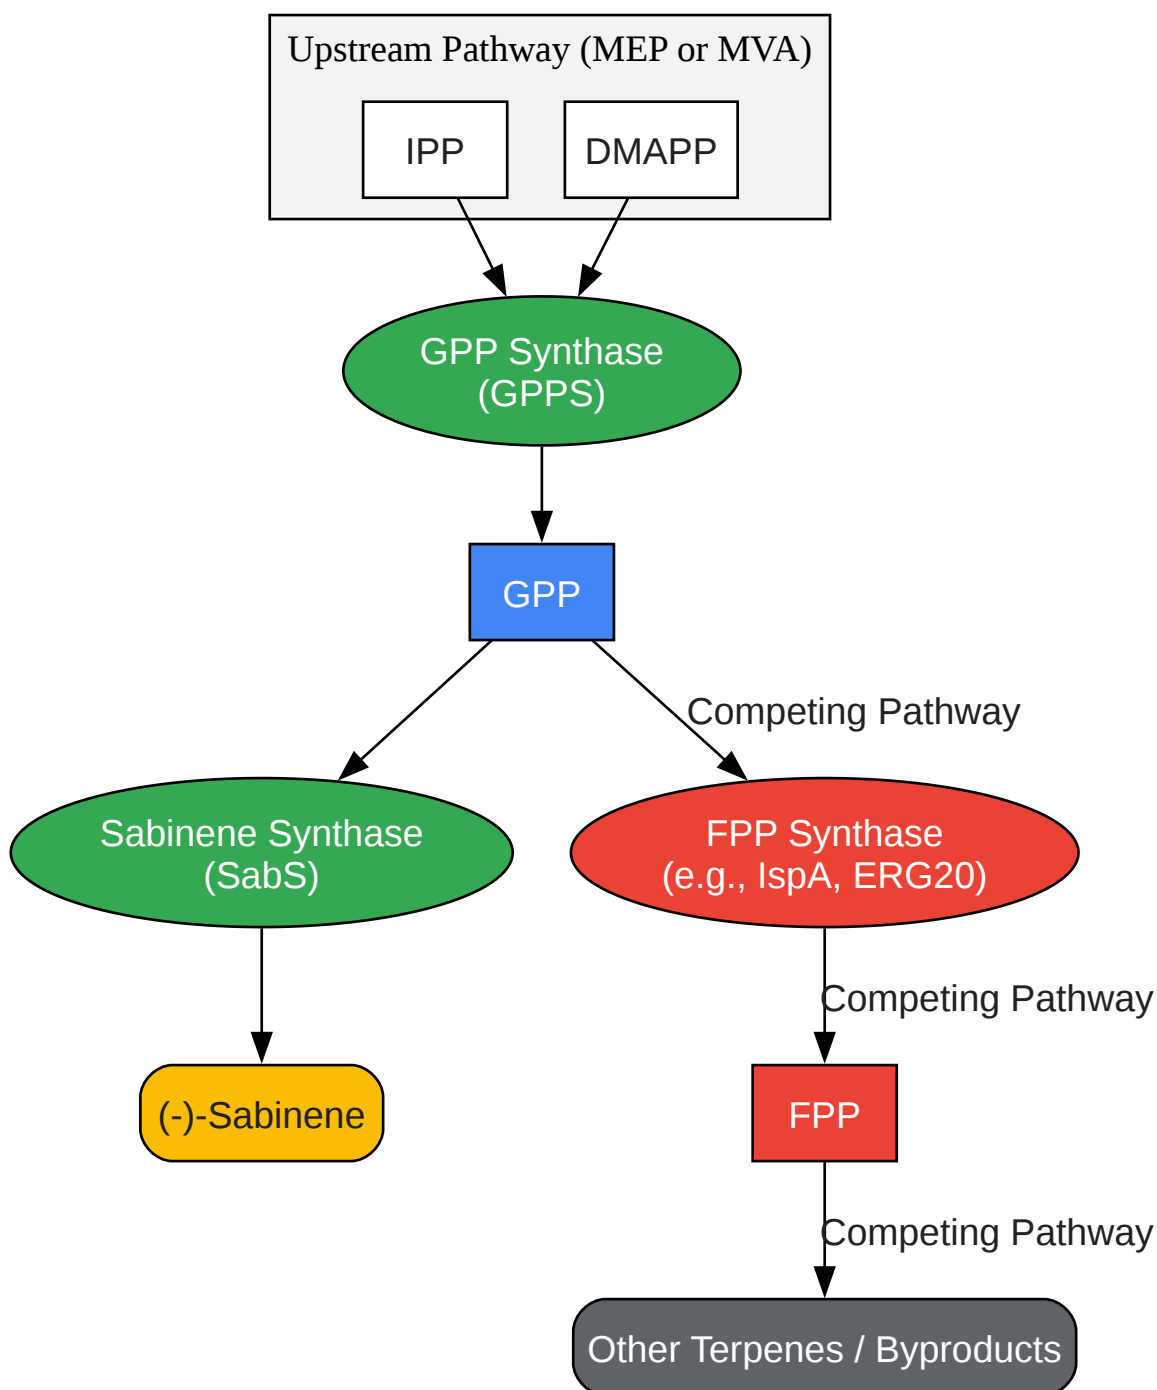 Upstream Pathway (MEP or MVA)
IPP
DMAPP
GPP Synthase
(GPPS)
GPP
Competing Pathway
Sabinene Synthase
(SabS)
FPP Synthase
(e.g., IspA, ERG20)
Competing Pathway
(-)-Sabinene
FPP
Competing Pathway
Other Terpenes / Byproducts